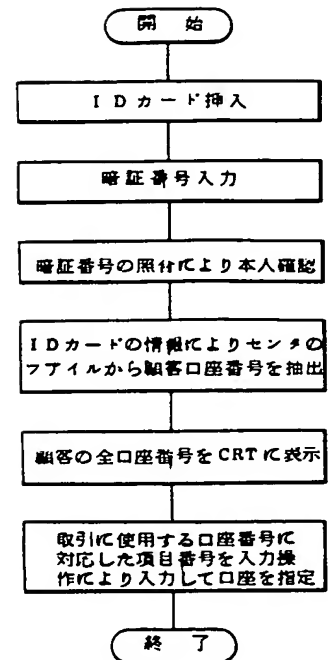 開 始
IDカード挿入
暗証番号入力
暗証番号の照合により本人確認
IDカードの情報によりセンタの
ファイルから顧客口座番号を抽出
顧客の全口座番号をCRTに表示
取引に使用する口座番号に
対応した項目番号を入力操
作により入力して口座を指定
終 了